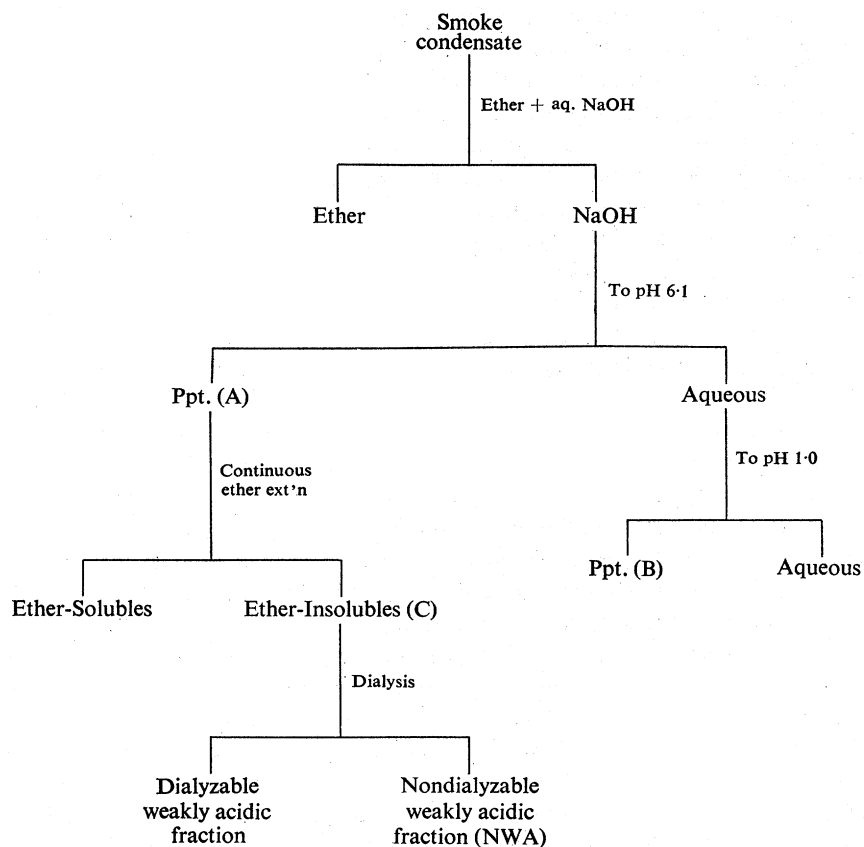 Smoke
condensate
Ether + aq. NaOH
Ether
NaOH
To pH 6·1
Ppt. (A)
Aqueous
Continuous
ether ext’n
To pH 1·0
Ppt. (B)
Aqueous
Ether-Solubles
Ether-Insolubles (C)
Dialysis
Dialyzable
weakly acidic
fraction
Nondialyzable
weakly acidic
fraction (NWA)